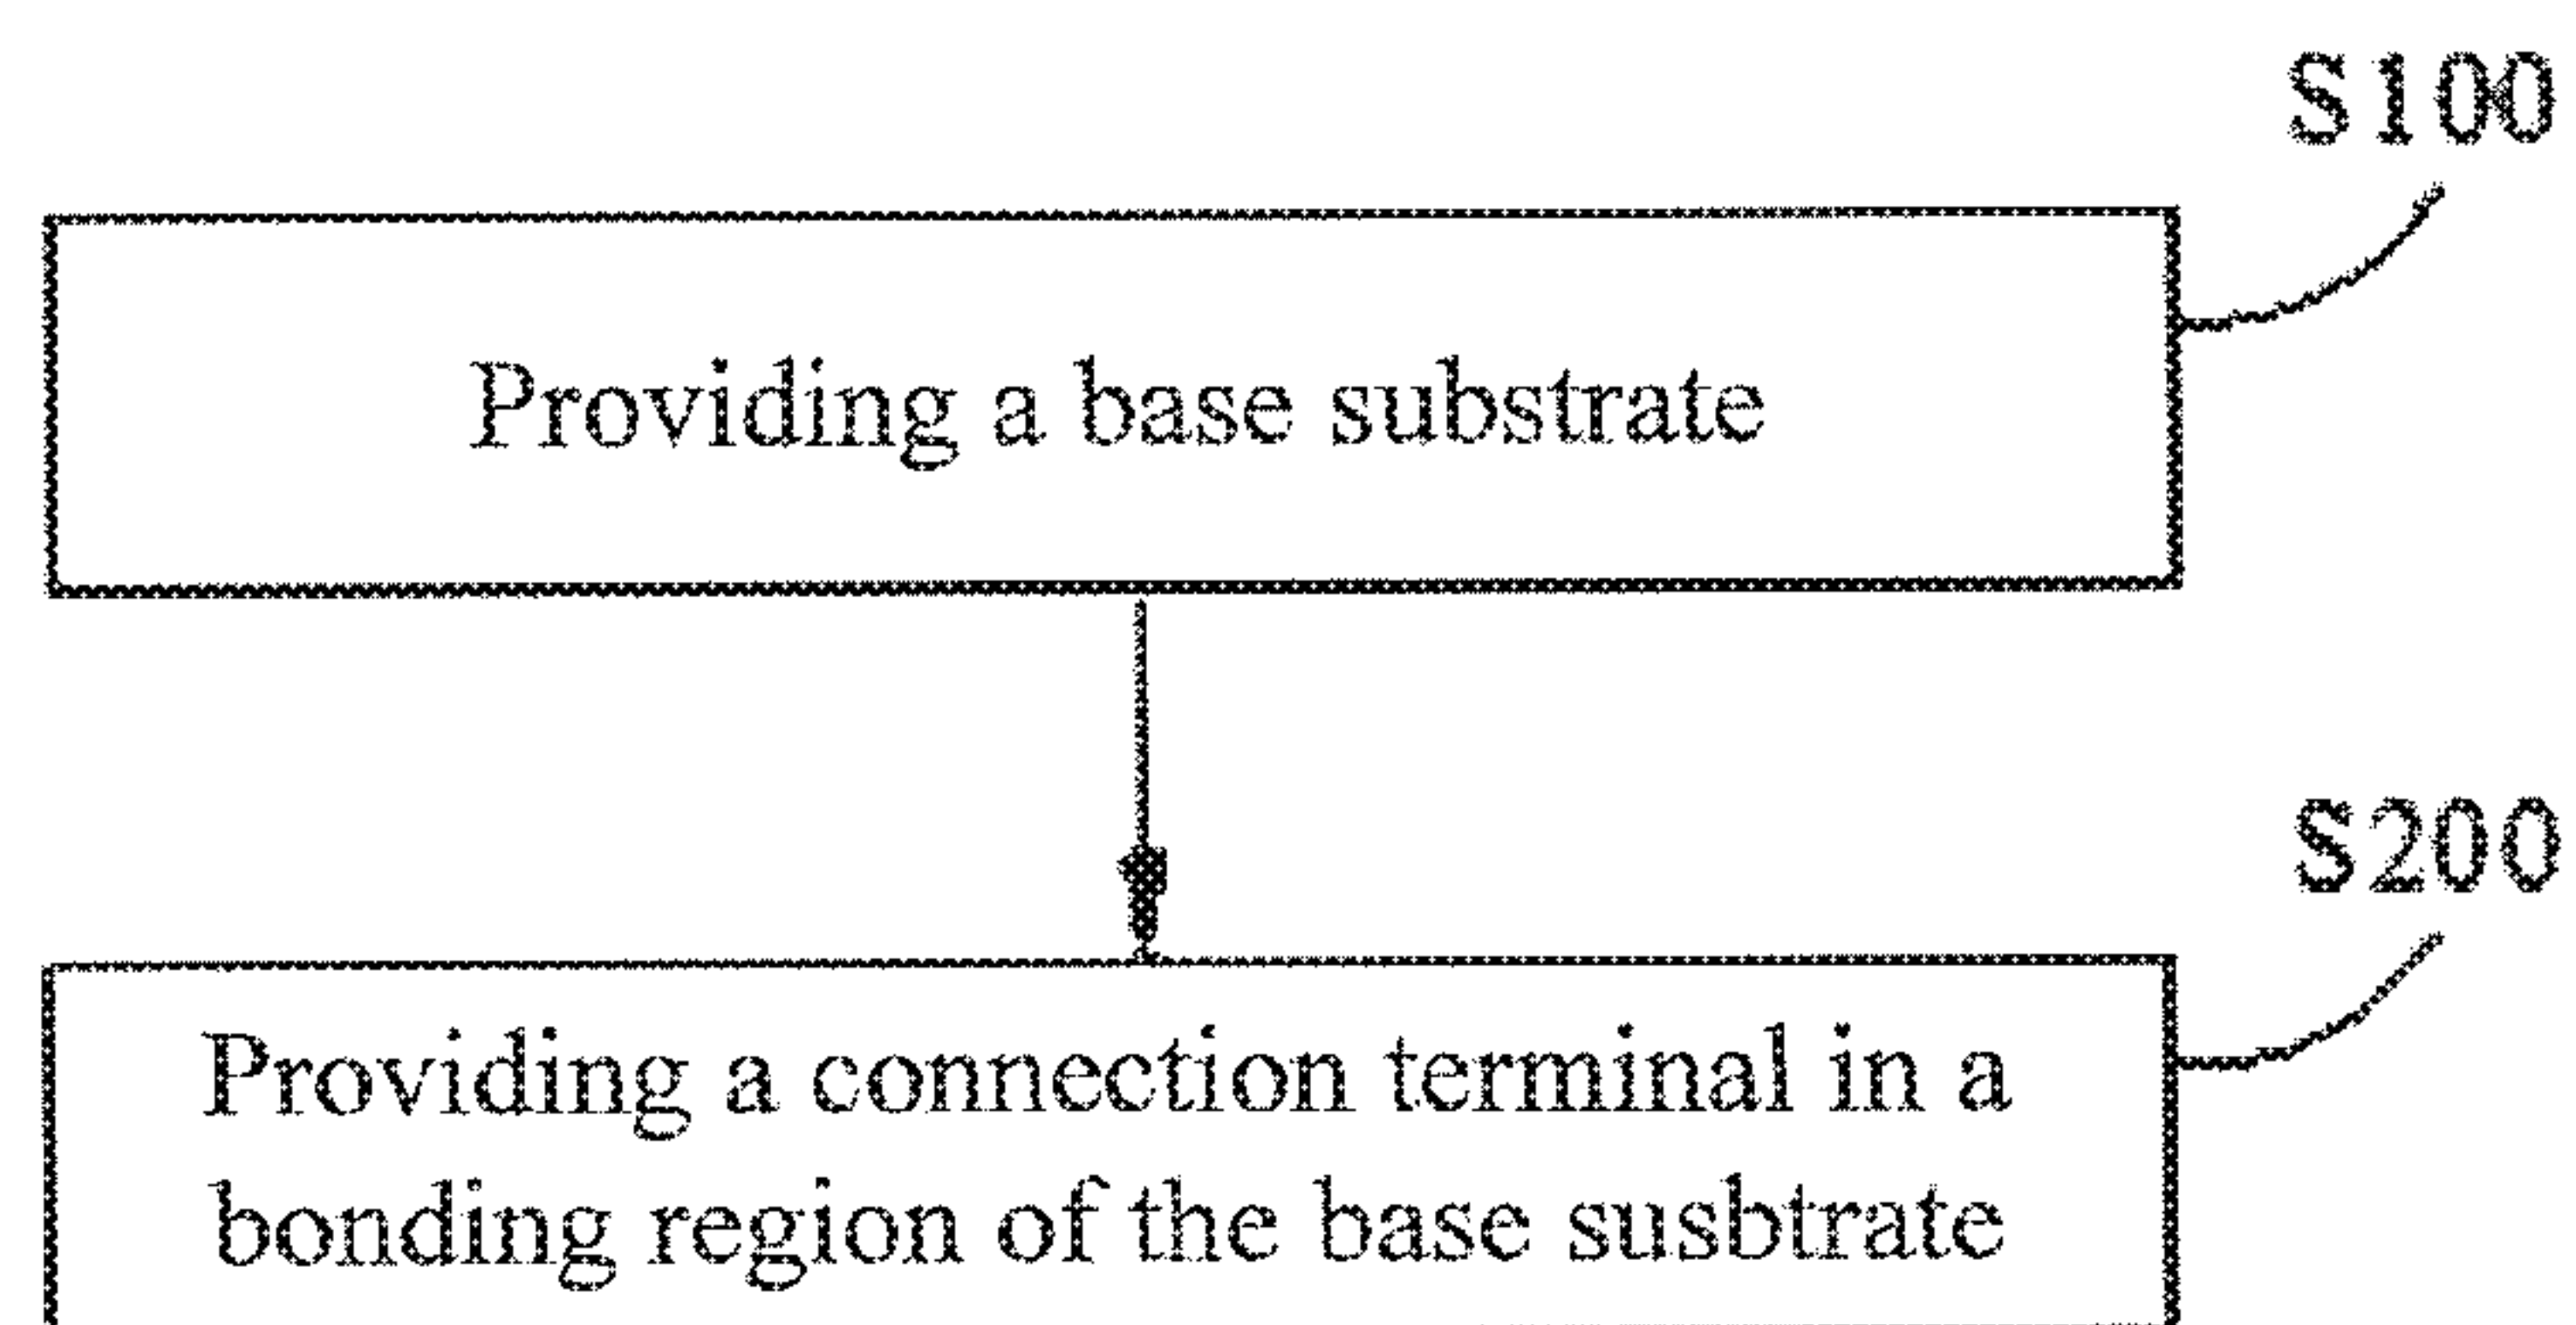 S100
Providing a base substrate
S200
Providing a connection terminal in a
bonding region of the base susbtrate